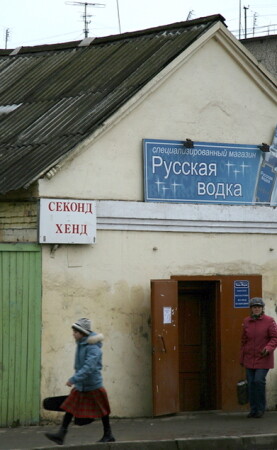 специализированный магазин
Русская
водка
СЕКОНД
ХЕНД